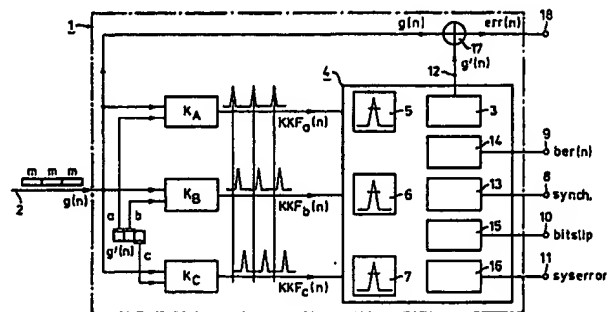 1
g(n)
err(n)
18
17
g'(n)
12
4
K_A
KKF_a(n)
5
3
14
9
ber(n)
m m m
2
g(n)
a
b
c
g'(n)
K_B
KKF_b(n)
6
13
8
synch.
15
10
bitslip
K_C
KKF_c(n)
7
16
11
syserror